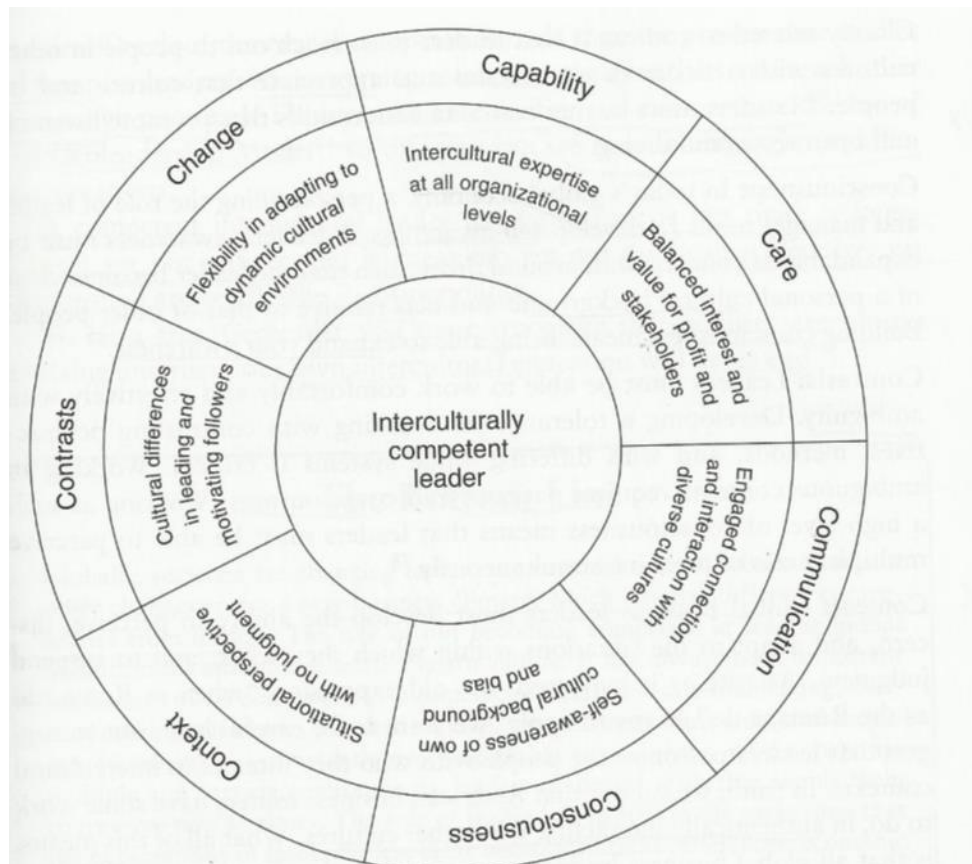 Capability
Intercultural expertise
at all organizational
levels
Care
Balanced interest and
value for profit and
stakeholders
Communication
Engaged connection
and interaction with
diverse cultures
Consciousness
Self-awareness of own
cultural background
and bias
Context
Situational perspective
with no judgment
Contrasts
Cultural differences
in leading and
motivating followers
Change
Flexibility in adapting to
dynamic cultural
environments
Interculturally
competent
leader